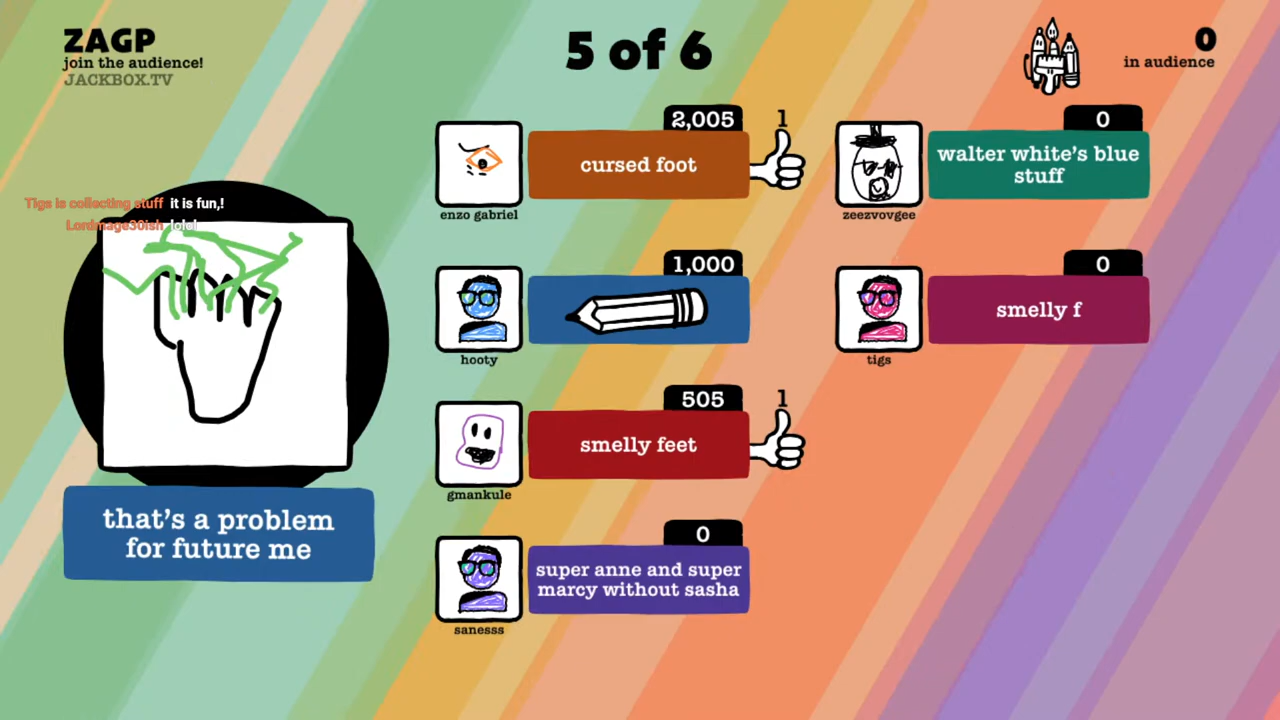 ZAGP
join the audience!
JACKBOX.TV
5 of 6
0
in audience
Tigs is collecting stuff it is fun,!
Lordmage30ish lolol
that's a problem
for future me
2,005
1
cursed foot
enzo gabriel
1,000
hooty
505
1
smelly feet
gmankule
0
super anne and super
marcy without sasha
sanesss
0
walter white's blue
stuff
zeezvovgee
0
smelly f
tigs